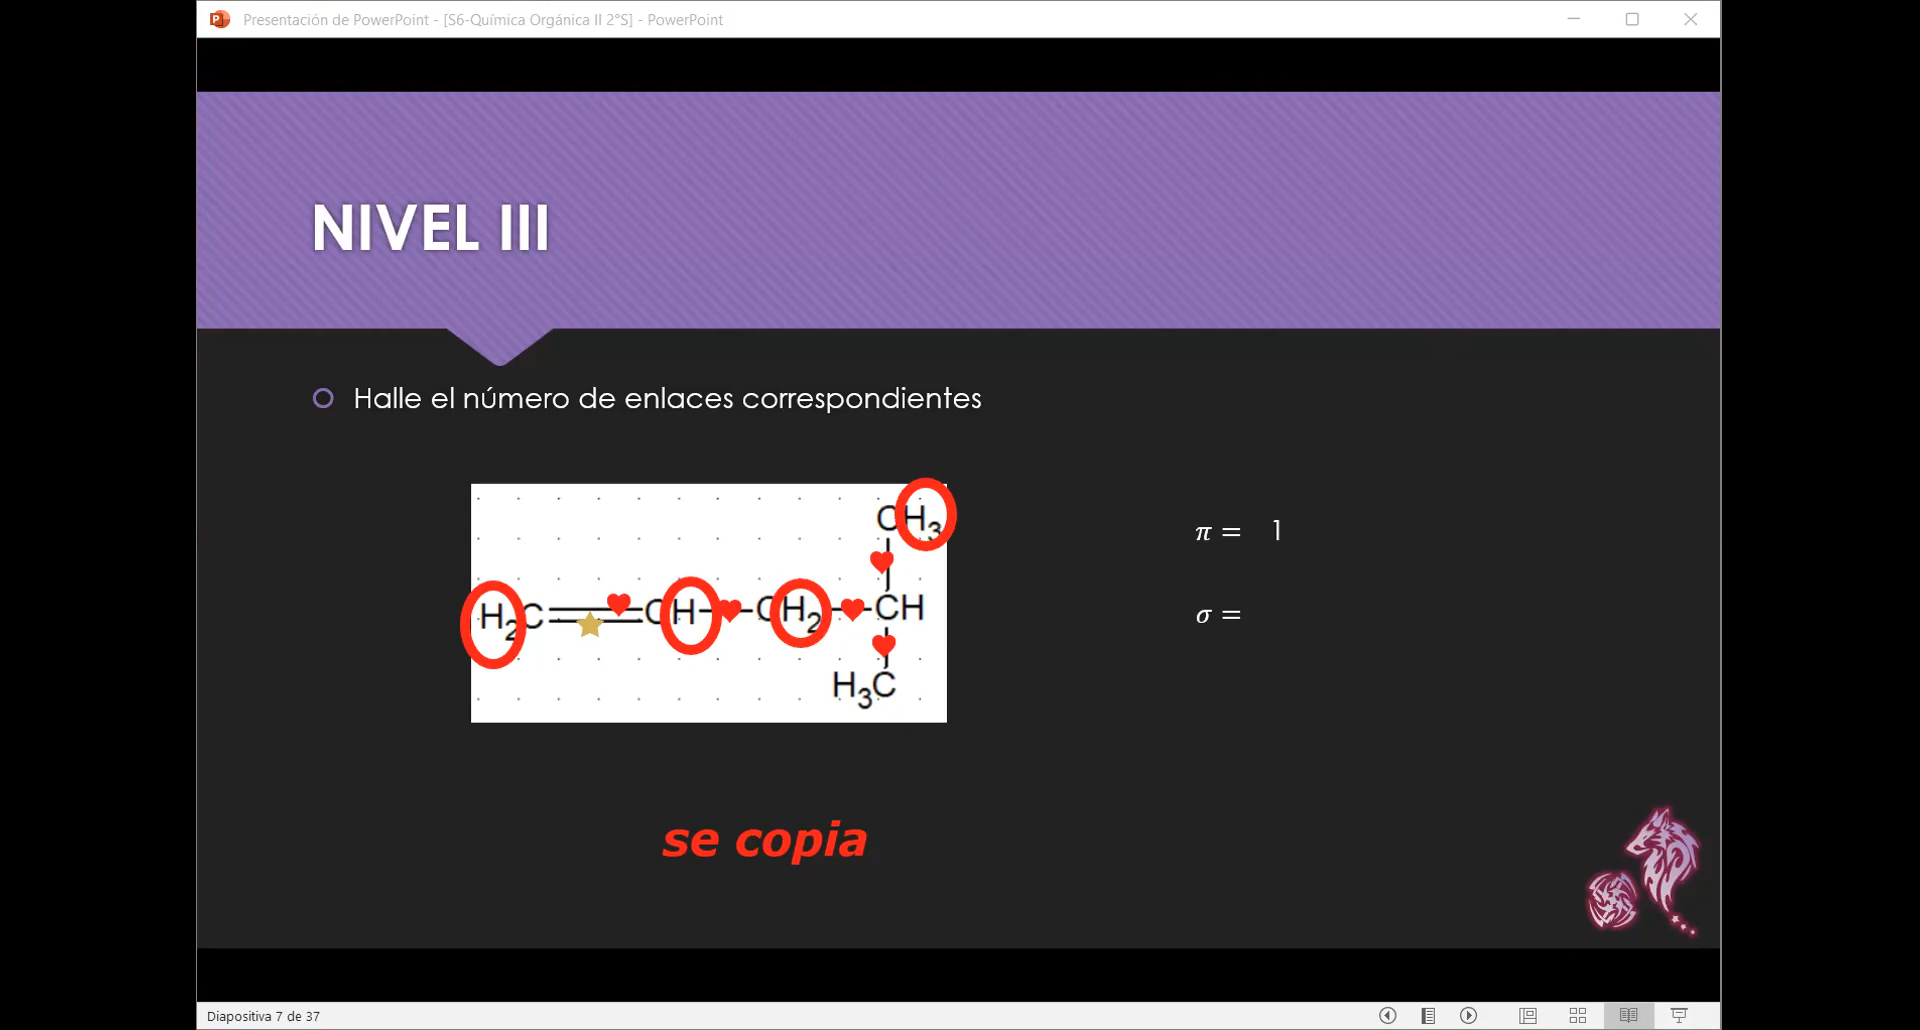 Presentación de PowerPoint - [S6-Química Orgánica II 2°S] - PowerPoint
NIVEL III
Halle el número de enlaces correspondientes
CH3
H2C CH CH2 CH
H3C
π = 1
σ =
se copia
Diapositiva 7 de 37